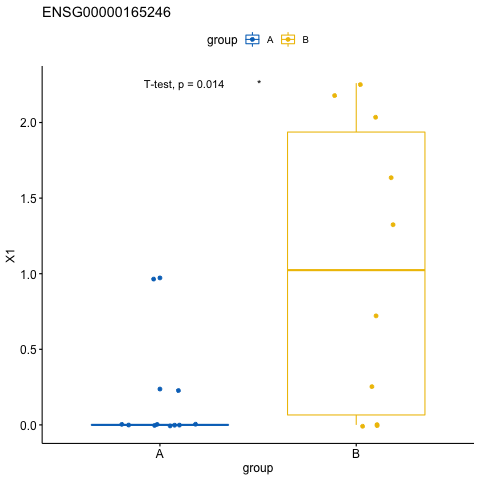 ENSG00000165246
group A B
T-test, p = 0.014 *
2.0
1.5
1.0
0.5
0.0
X1
A B
group